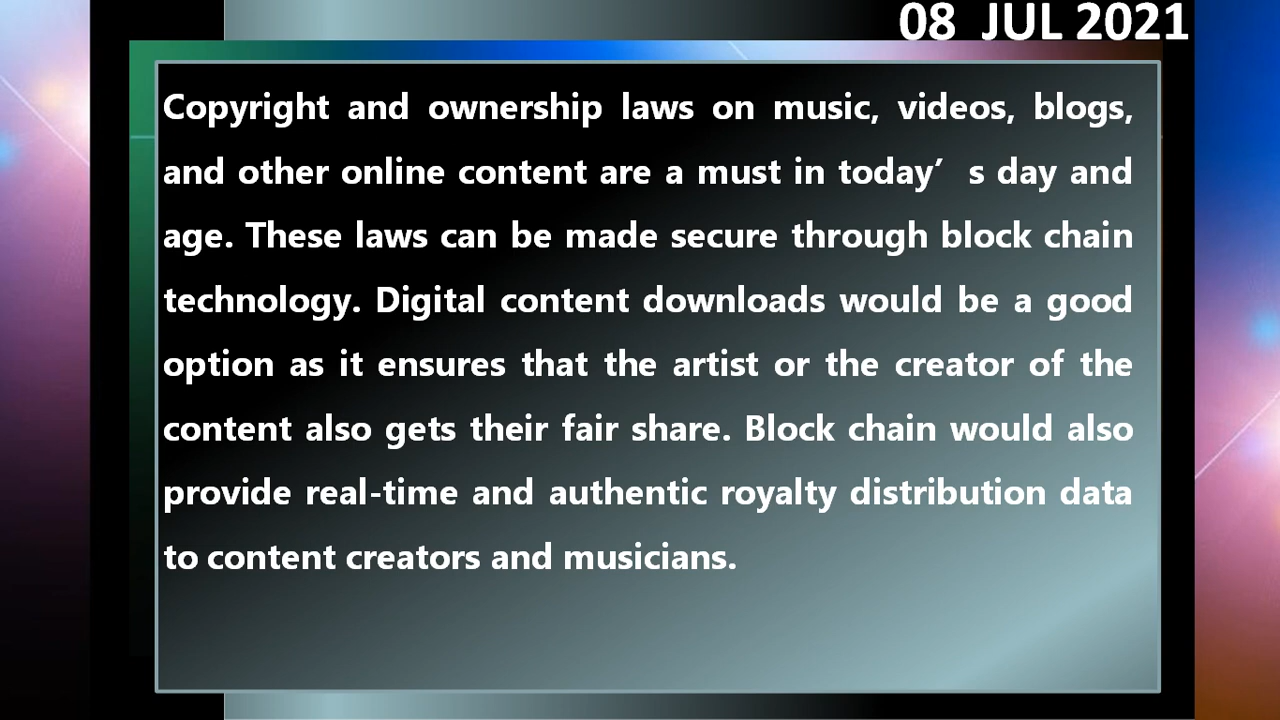 08 JUL 2021
Copyright and ownership laws on music, videos, blogs,
and other online content are a must in today’ s day and
age. These laws can be made secure through block chain
technology. Digital content downloads would be a good
option as it ensures that the artist or the creator of the
content also gets their fair share. Block chain would also
provide real-time and authentic royalty distribution data
to content creators and musicians.